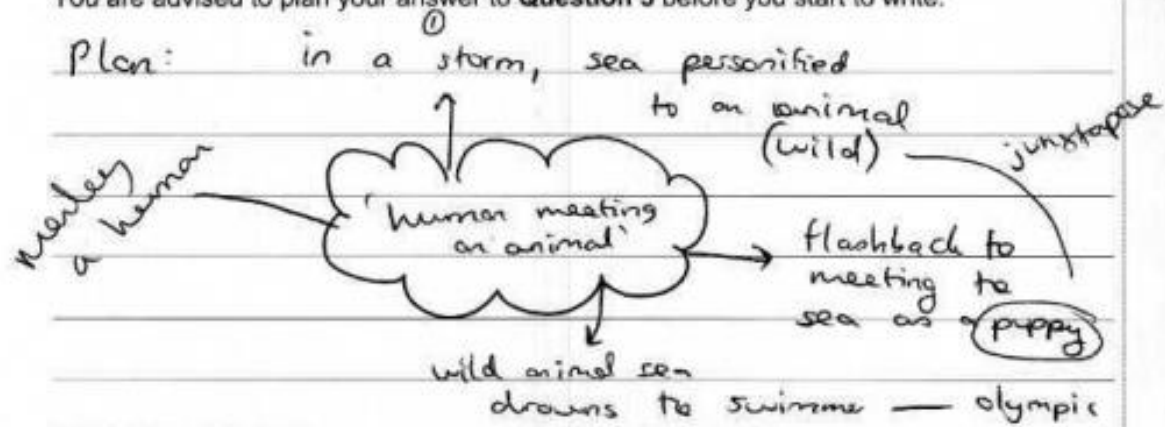 You are advised to plan your answer to Question 5 before you start to write.
①
Plan: in a storm, sea personified
to an animal
(wild)
juxtapose
a human
'human meeting
an animal'
flashback to
meeting the
sea as a puppy
wild animal sea
drowns the swimmer — olympic